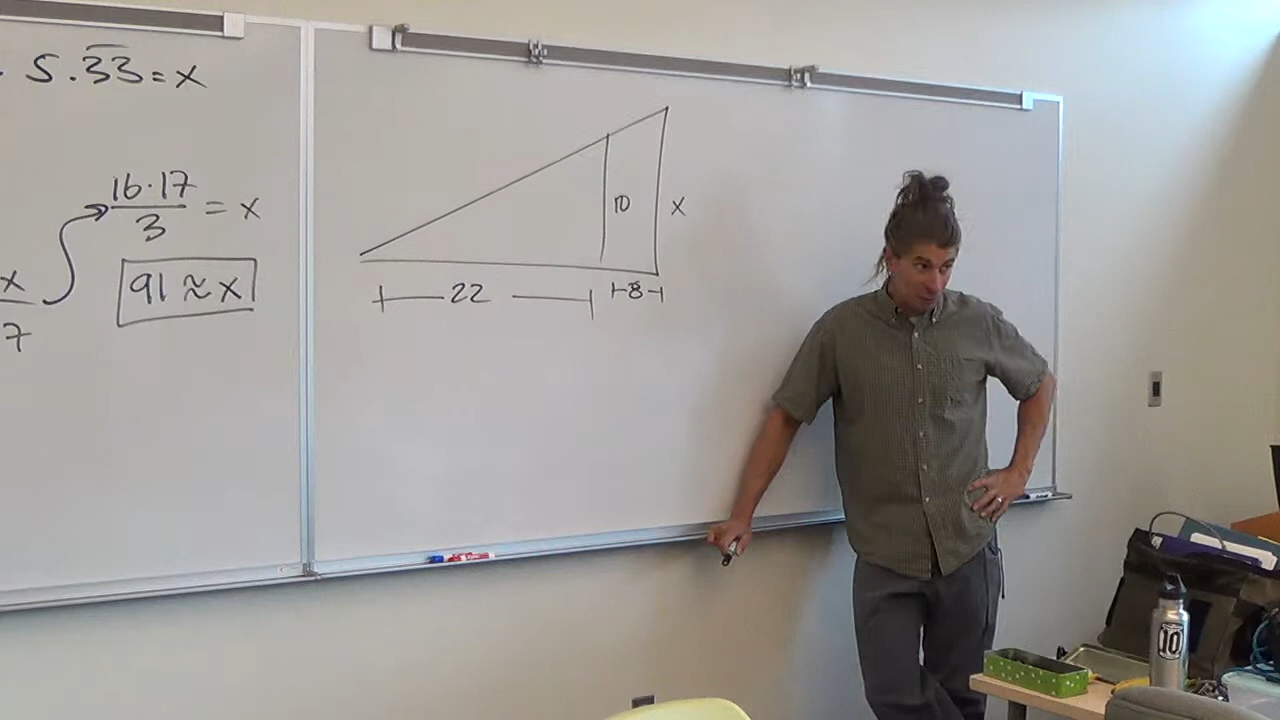 5.33 = x
16·17
3
= x
x
7
91 ≈ x
10
x
22
8
10